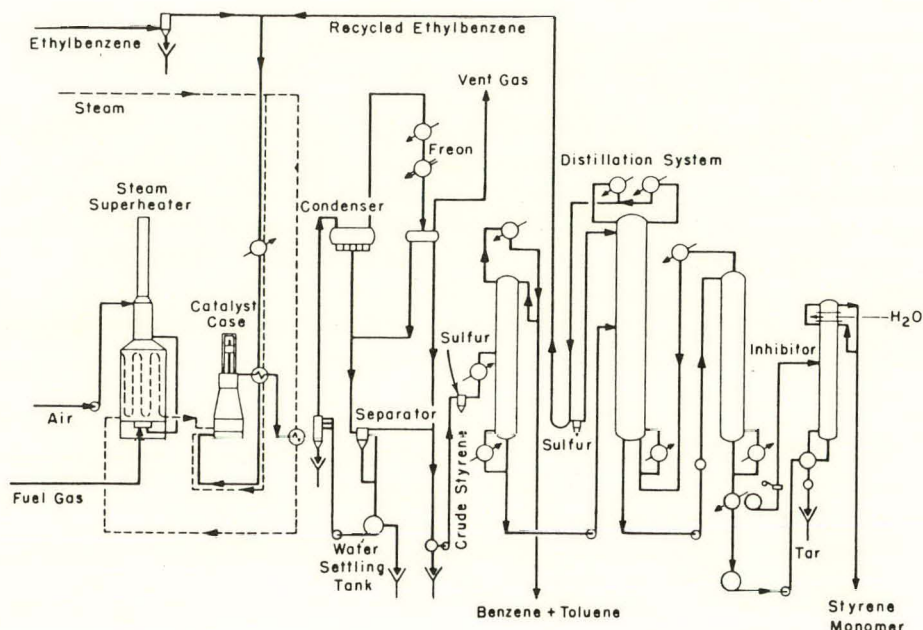 Ethylbenzene
Recycled Ethylbenzene
Vent Gas
Steam
Freon
Distillation System
Steam
Superheater
Condenser
Catalyst
Case
Sulfur
H₂O
Inhibitor
Air
Separator
Sulfur
Crude Styrene
Fuel Gas
Water
Settling
Tank
Tar
Benzene + Toluene
Styrene
Monomer